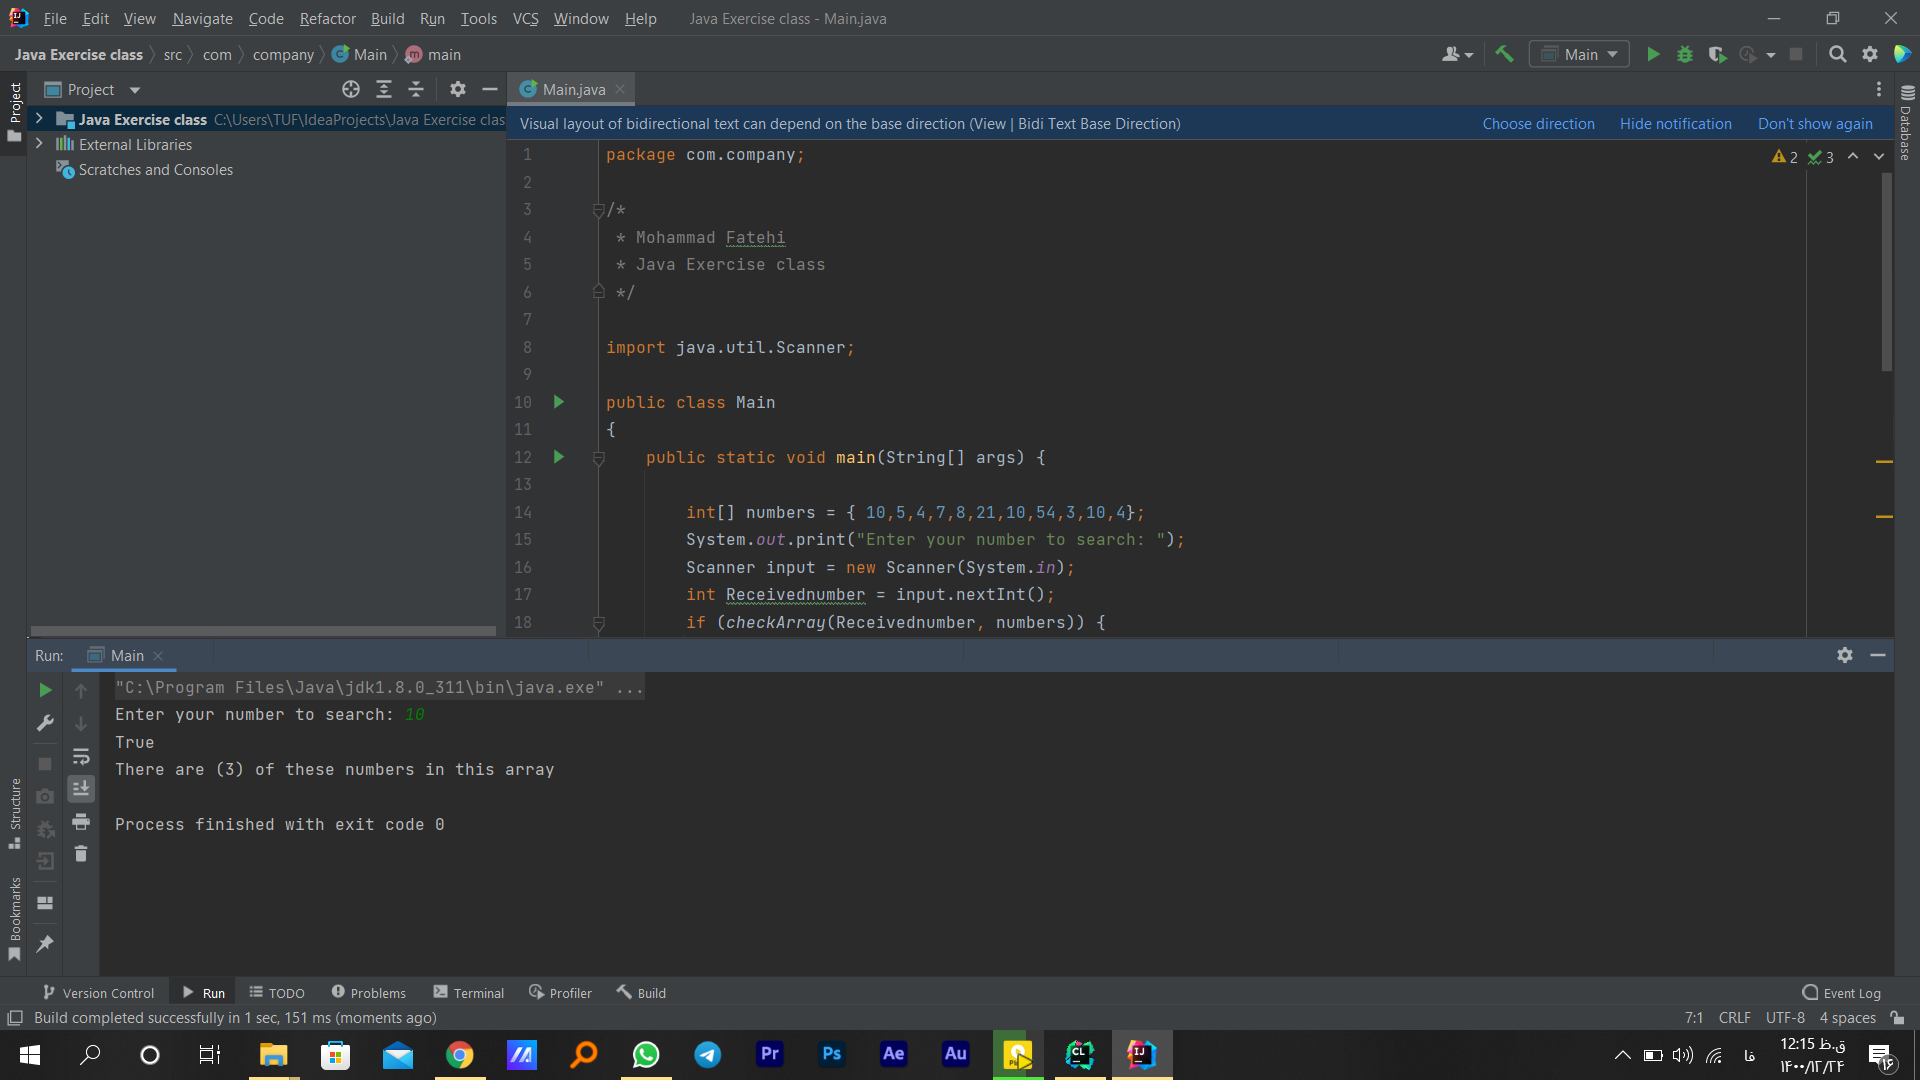 File Edit View Navigate Code Refactor Build Run Tools VCS Window Help Java Exercise class - Main.java
Java Exercise class src com company Main main
Main
Project
Main.java
Java Exercise class C:\Users\TUF\IdeaProjects\Java Exercise clas
External Libraries
Scratches and Consoles
Project
Visual layout of bidirectional text can depend on the base direction (View | Bidi Text Base Direction) Choose direction Hide notification Don't show again
Database
2 3
1 package com.company;
2
3 /*
4 * Mohammad Fatehi
5 * Java Exercise class
6 */
7
8 import java.util.Scanner;
9
10 public class Main
11 {
12 public static void main(String[] args) {
13
14 int[] numbers = { 10,5,4,7,8,21,10,54,3,10,4};
15 System.out.print("Enter your number to search: ");
16 Scanner input = new Scanner(System.in);
17 int Receivednumber = input.nextInt();
18 if (checkArray(Receivednumber, numbers)) {
Run: Main
"C:\Program Files\Java\jdk1.8.0_311\bin\java.exe" ...
Enter your number to search: 10
True
There are (3) of these numbers in this array
Process finished with exit code 0
Structure
Bookmarks
Version Control Run TODO Problems Terminal Profiler Build Event Log
Build completed successfully in 1 sec, 151 ms (moments ago) 7:1 CRLF UTF-8 4 spaces
Pr Ps Ae Au CL IJ
فا
12:15 ق.ظ
۱۴۰۰/۱۲/۲۴
۱۶